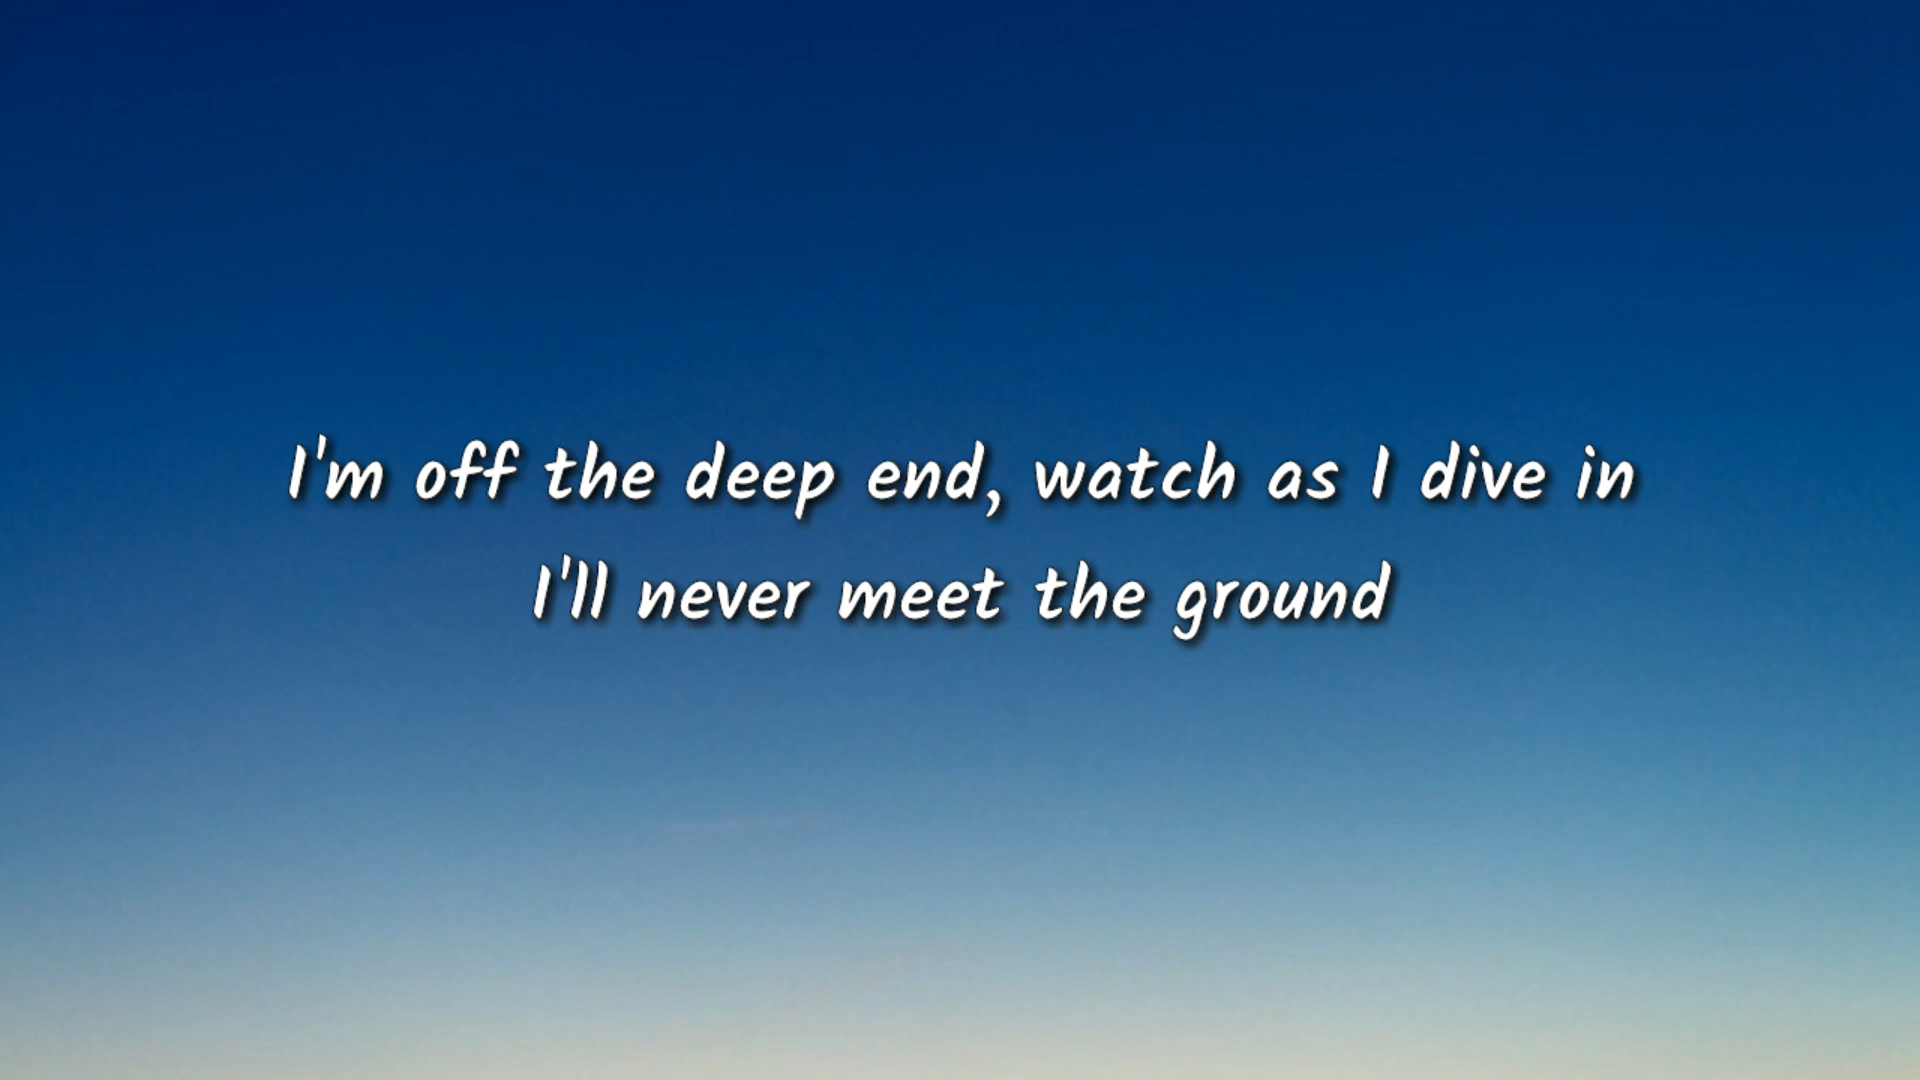 I'm off the deep end, watch as I dive in
I'll never meet the ground